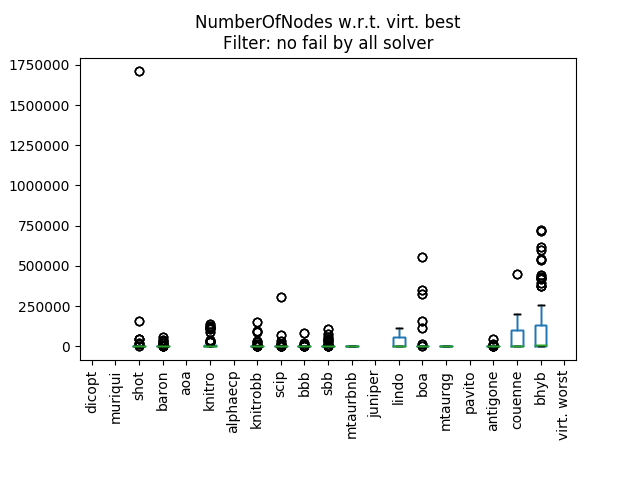 NumberOfNodes w.r.t. virt. best
Filter: no fail by all solver
1750000
1500000
1250000
1000000
750000
500000
250000
0
dicopt
muriqui
shot
baron
aoa
knitro
alphaecp
knitrobb
scip
bbb
sbb
mtaurbnb
juniper
lindo
boa
mtaurqg
pavito
antigone
couenne
bhyb
virt. worst